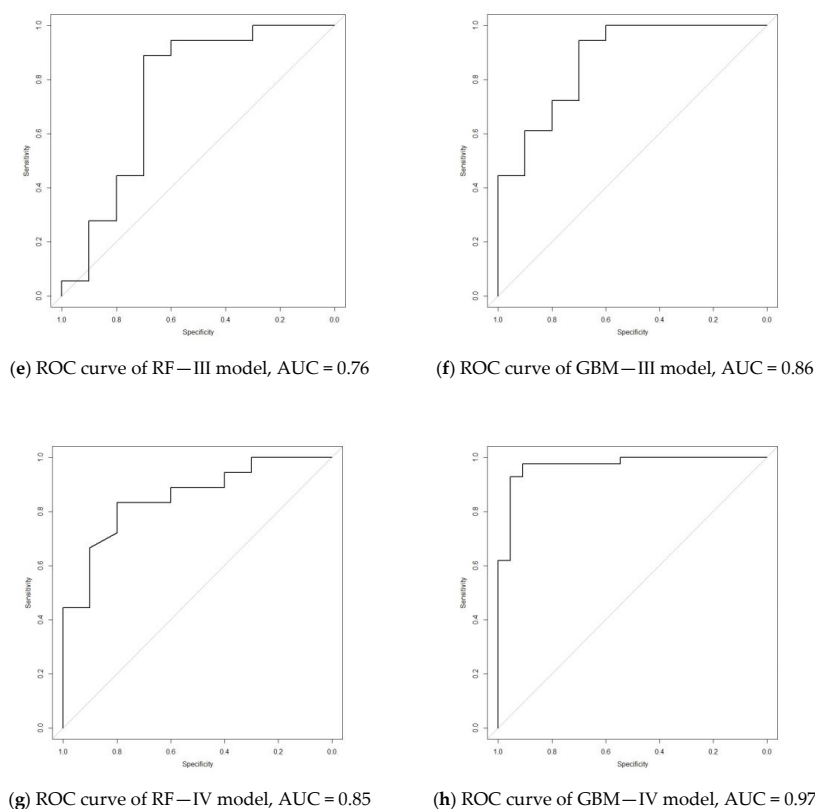 1.0
0.8
0.6
0.4
0.2
0.0
Sensitivity
1.0 0.8 0.6 0.4 0.2 0.0
Specificity
(e) ROC curve of RF—III model, AUC = 0.76
1.0
0.8
0.6
0.4
0.2
0.0
Sensitivity
1.0 0.8 0.6 0.4 0.2 0.0
Specificity
(f) ROC curve of GBM—III model, AUC = 0.86
1.0
0.8
0.6
0.4
0.2
0.0
Sensitivity
1.0 0.8 0.6 0.4 0.2 0.0
Specificity
(g) ROC curve of RF—IV model, AUC = 0.85
1.0
0.8
0.6
0.4
0.2
0.0
Sensitivity
1.0 0.8 0.6 0.4 0.2 0.0
Specificity
(h) ROC curve of GBM—IV model, AUC = 0.97